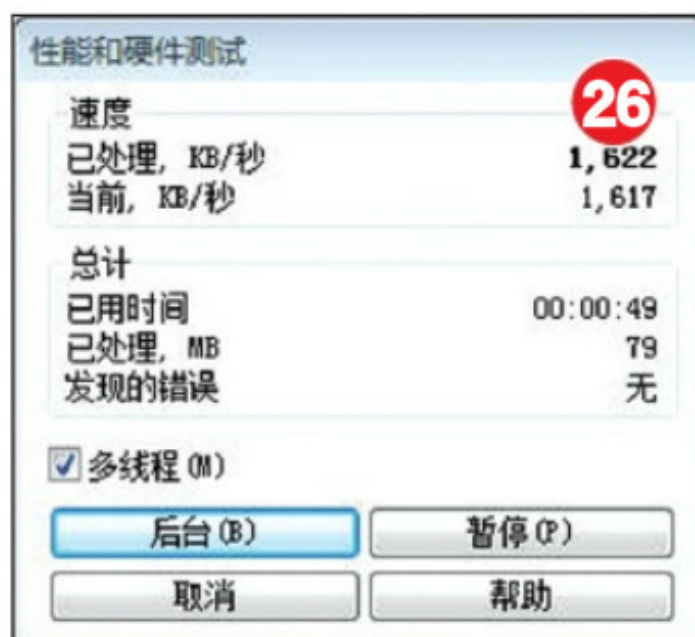 性能和硬件测试
26
速度
已处理, KB/秒 1,622
当前, KB/秒 1,617
总计
已用时间 00:00:49
已处理, MB 79
发现的错误 无
多线程(M)
后台(B) 暂停(P)
取消 帮助